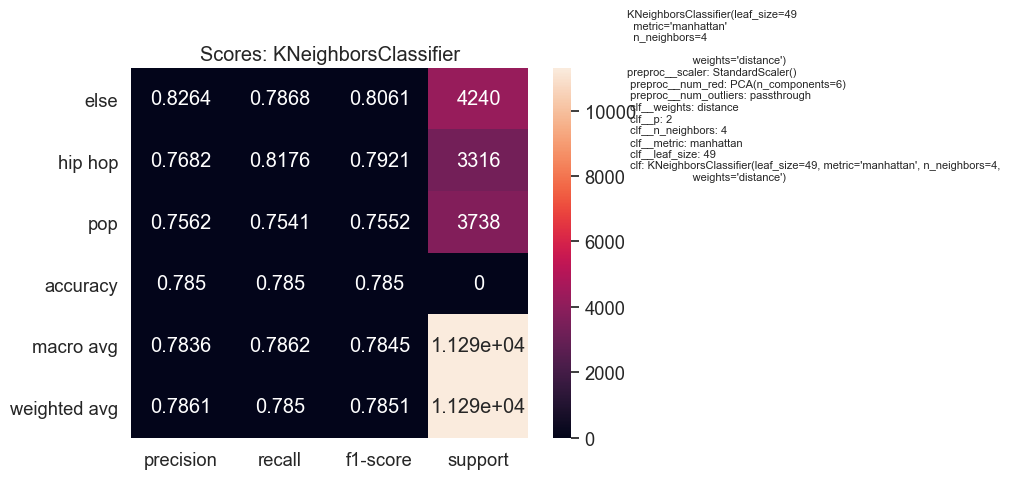 Scores: KNeighborsClassifier
else 0.8264 0.7868 0.8061 4240
hip hop 0.7682 0.8176 0.7921 3316
pop 0.7562 0.7541 0.7552 3738
accuracy 0.785 0.785 0.785 0
macro avg 0.7836 0.7862 0.7845 1.129e+04
weighted avg 0.7861 0.785 0.7851 1.129e+04
precision recall f1-score support
10000
8000
6000
4000
2000
0
KNeighborsClassifier(leaf_size=49
metric='manhattan'
n_neighbors=4
weights='distance')
preproc__scaler: StandardScaler()
preproc__num_red: PCA(n_components=6)
preproc__num_outliers: passthrough
clf__weights: distance
clf__p: 2
clf__n_neighbors: 4
clf__metric: manhattan
clf__leaf_size: 49
clf: KNeighborsClassifier(leaf_size=49, metric='manhattan', n_neighbors=4,
weights='distance')